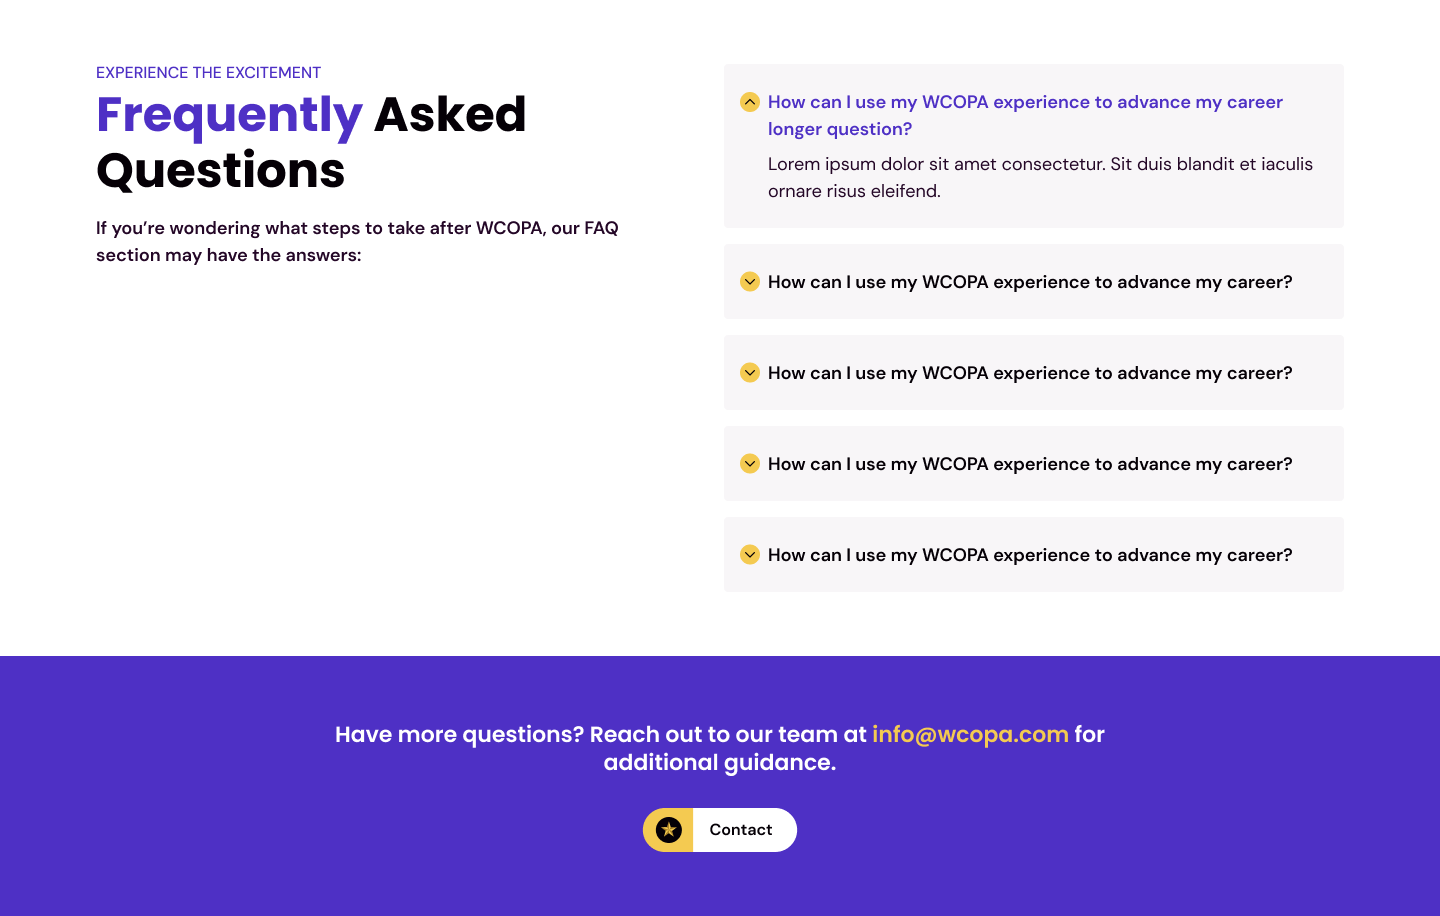 EXPERIENCE THE EXCITEMENT
Frequently Asked
Questions
If you’re wondering what steps to take after WCOPA, our FAQ
section may have the answers:
How can I use my WCOPA experience to advance my career
longer question?
Lorem ipsum dolor sit amet consectetur. Sit duis blandit et iaculis
ornare risus eleifend.
How can I use my WCOPA experience to advance my career?
How can I use my WCOPA experience to advance my career?
How can I use my WCOPA experience to advance my career?
How can I use my WCOPA experience to advance my career?
Have more questions? Reach out to our team at info@wcopa.com for
additional guidance.
Contact